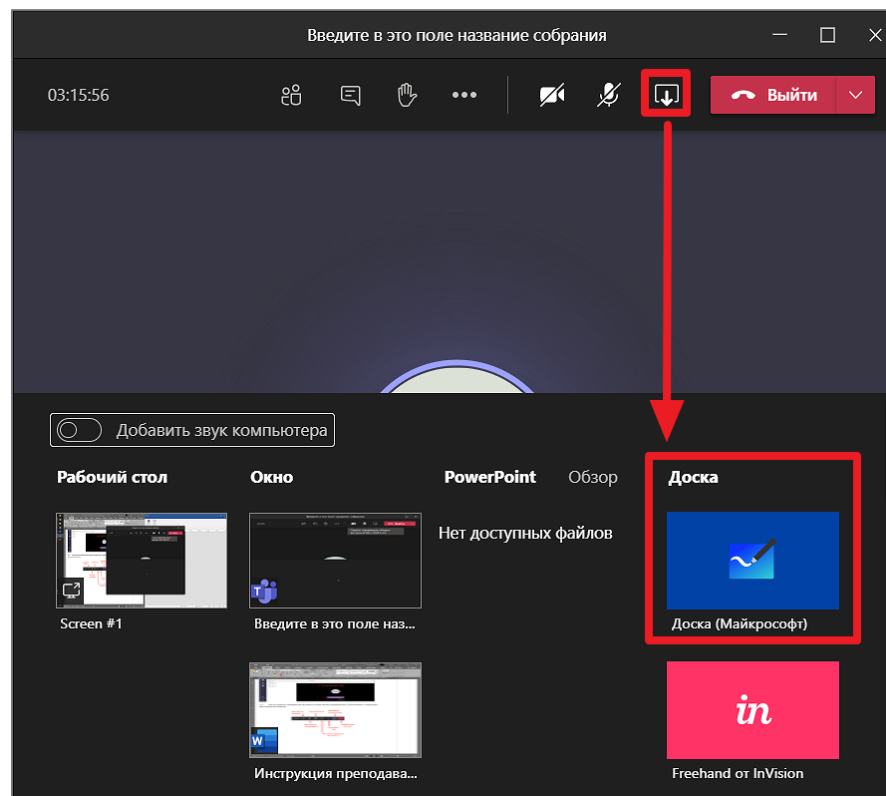 Введите в это поле название собрания
03:15:56
Выйти
Добавить звук компьютера
Рабочий стол
Окно
PowerPoint
Обзор
Доска
Нет доступных файлов
Screen #1
Введите в это поле наз...
Доска (Майкрософт)
in
Инструкция преподава...
Freehand от InVision